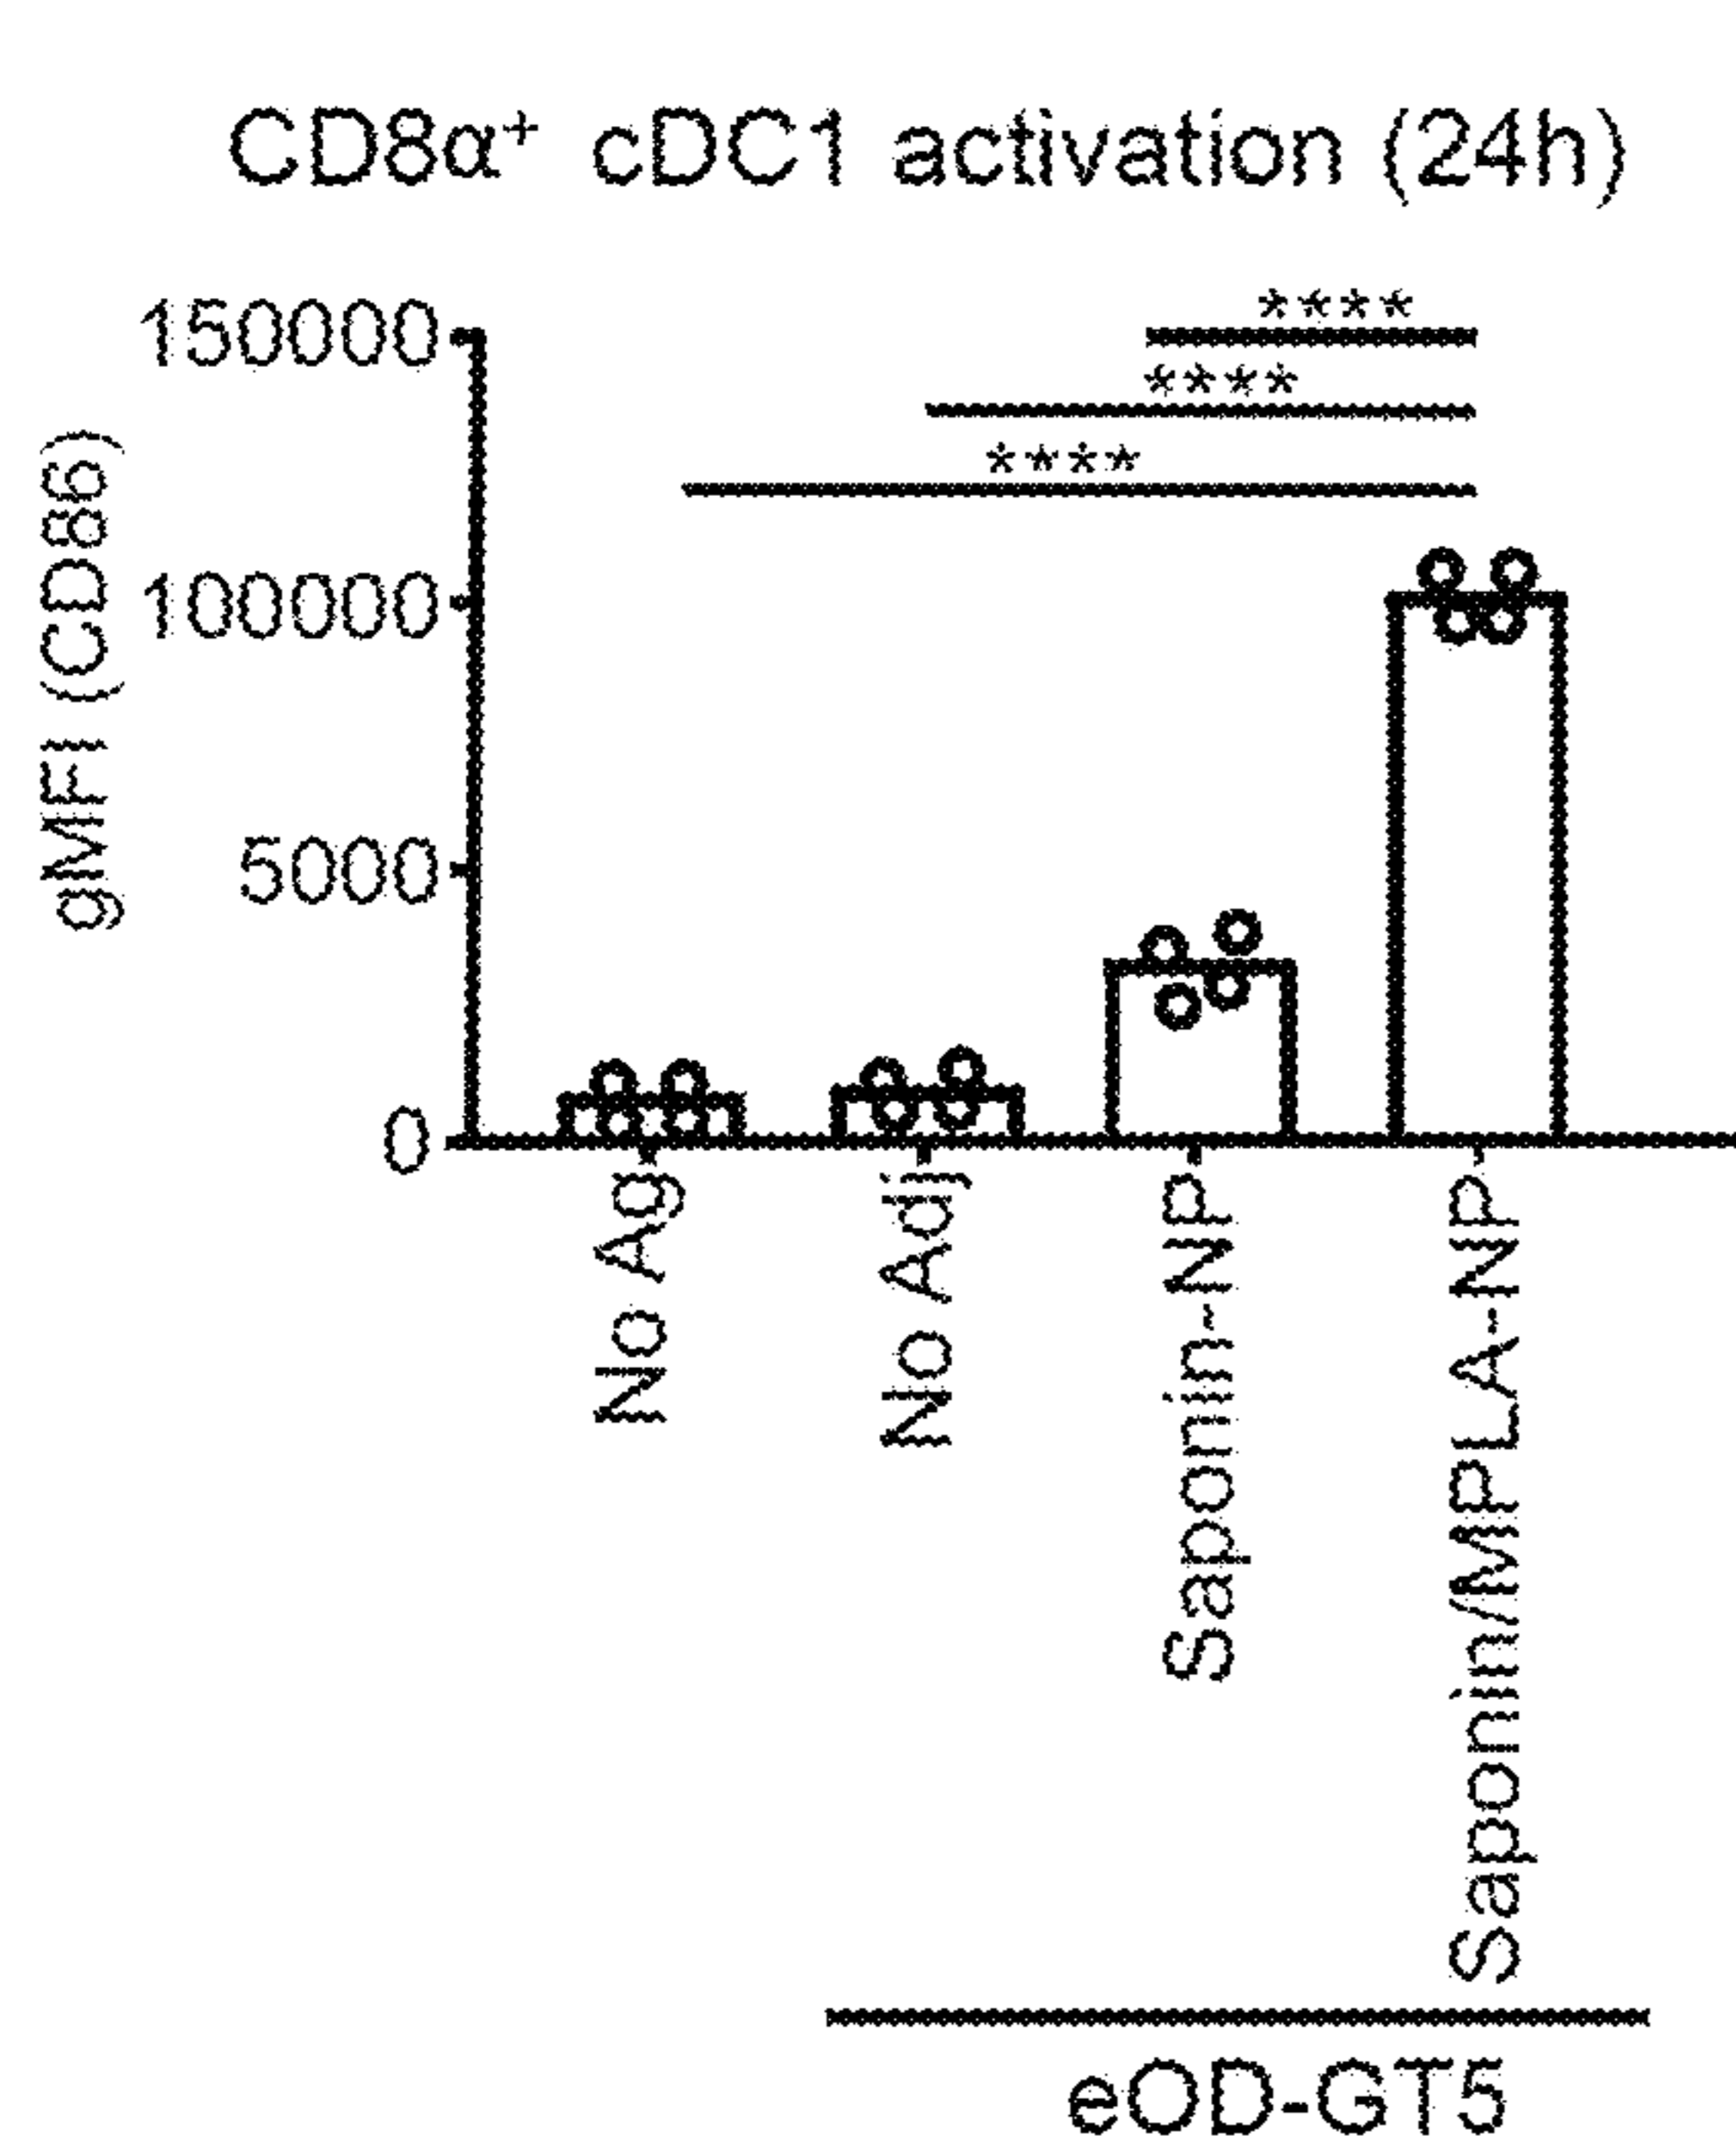 CD8α⁺ cDC1 activation (24h)
gMFI (CD86)
150000
100000
5000
0
****
****
****
No Ag
No Adj
Saponin-NP
Saponin/MPLA-NP
eOD-GT5